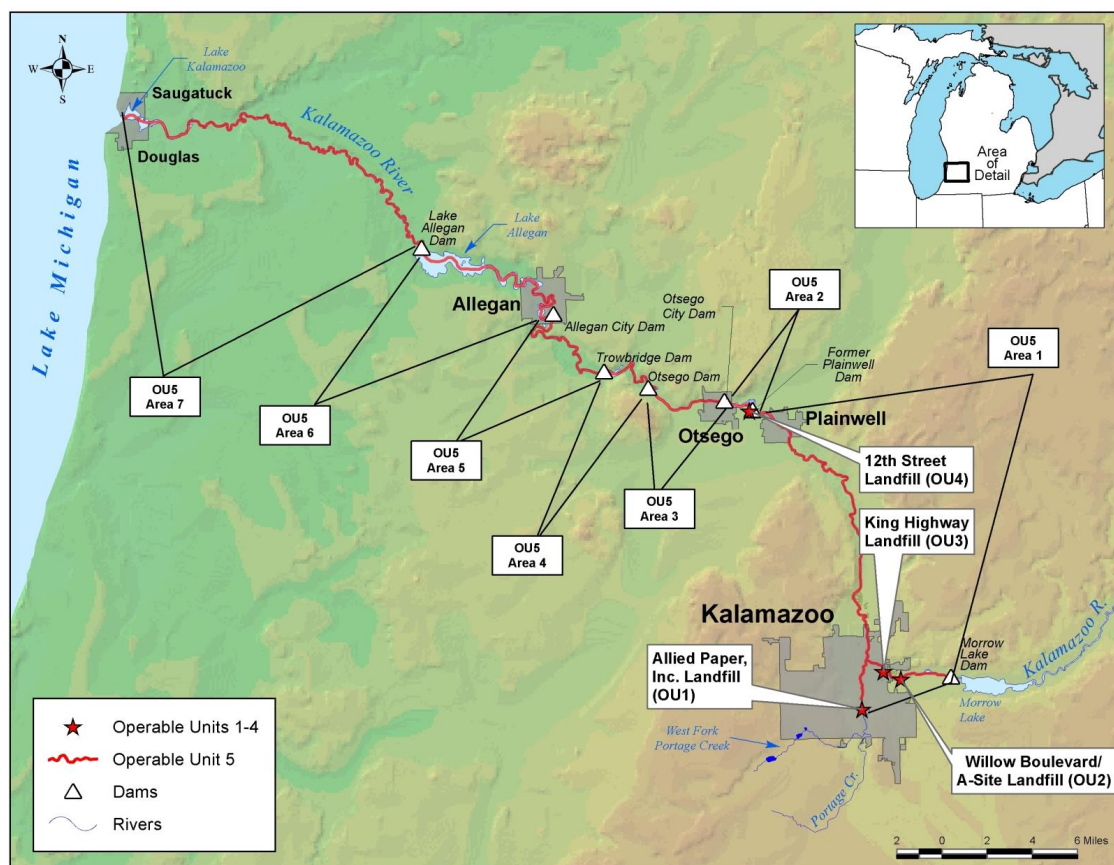 N
W E
S
Lake
Kalamazoo
Saugatuck
Douglas
Kalamazoo River
Lake Michigan
Lake
Allegan
Dam
Lake
Allegan
Allegan
Allegan City Dam
Otsego
City Dam
OU5
Area 2
Former
Plainwell
Dam
OU5
Area 1
Area
of
Detail
Trowbridge Dam
Otsego Dam
Otsego
Plainwell
OU5
Area 7
OU5
Area 6
OU5
Area 5
OU5
Area 4
OU5
Area 3
12th Street
Landfill (OU4)
King Highway
Landfill (OU3)
Kalamazoo
Morrow
Lake
Dam
Kalamazoo R.
Morrow
Lake
Allied Paper,
Inc. Landfill
(OU1)
West Fork
Portage Creek
Portage Cr.
Willow Boulevard/
A-Site Landfill (OU2)
Operable Units 1-4
Operable Unit 5
Dams
Rivers
2 0 2 4 6 Miles